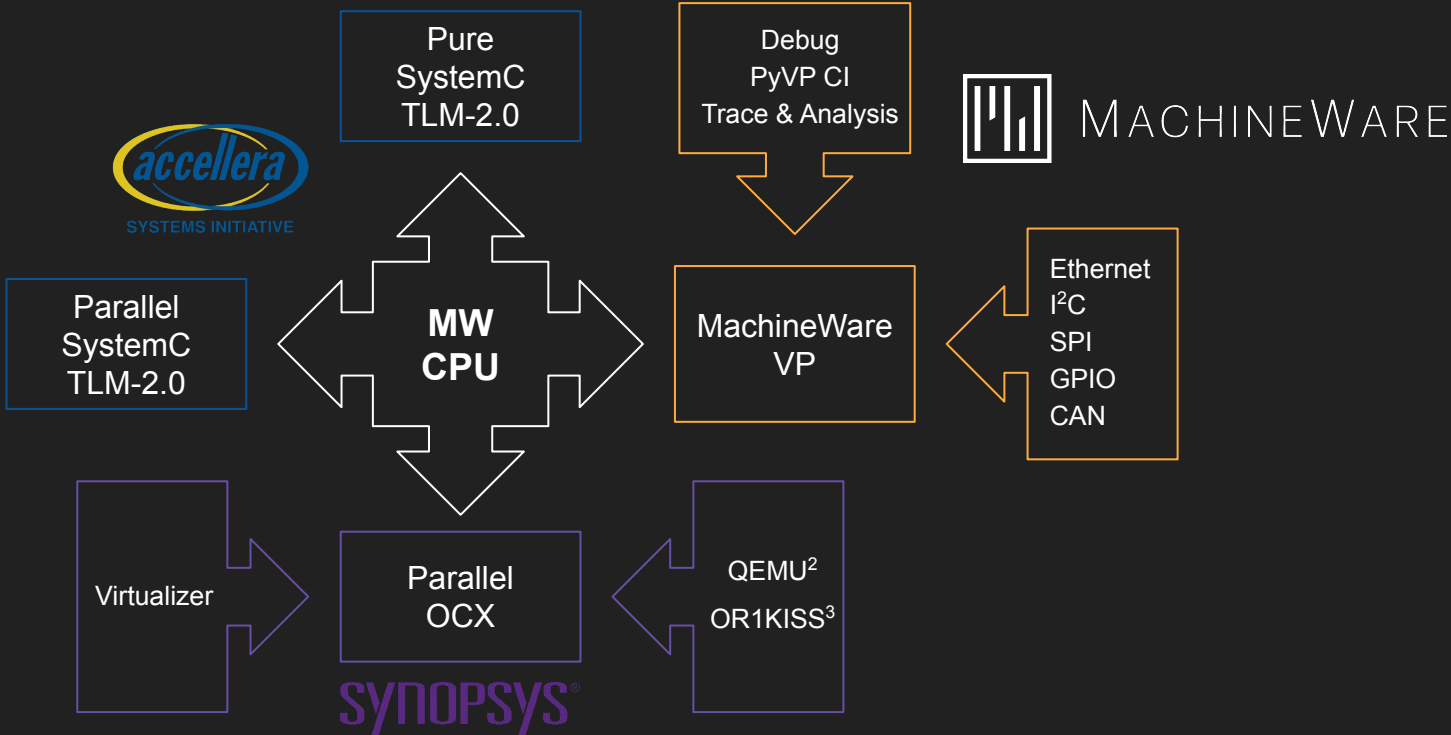 Pure
SystemC
TLM-2.0
Debug
PyVP CI
Trace & Analysis
MACHINEWARE
accellera
SYSTEMS INITIATIVE
Parallel
SystemC
TLM-2.0
MW
CPU
MachineWare
VP
Ethernet
I²C
SPI
GPIO
CAN
Virtualizer
Parallel
OCX
QEMU²
OR1KISS³
SYNOPSYS®